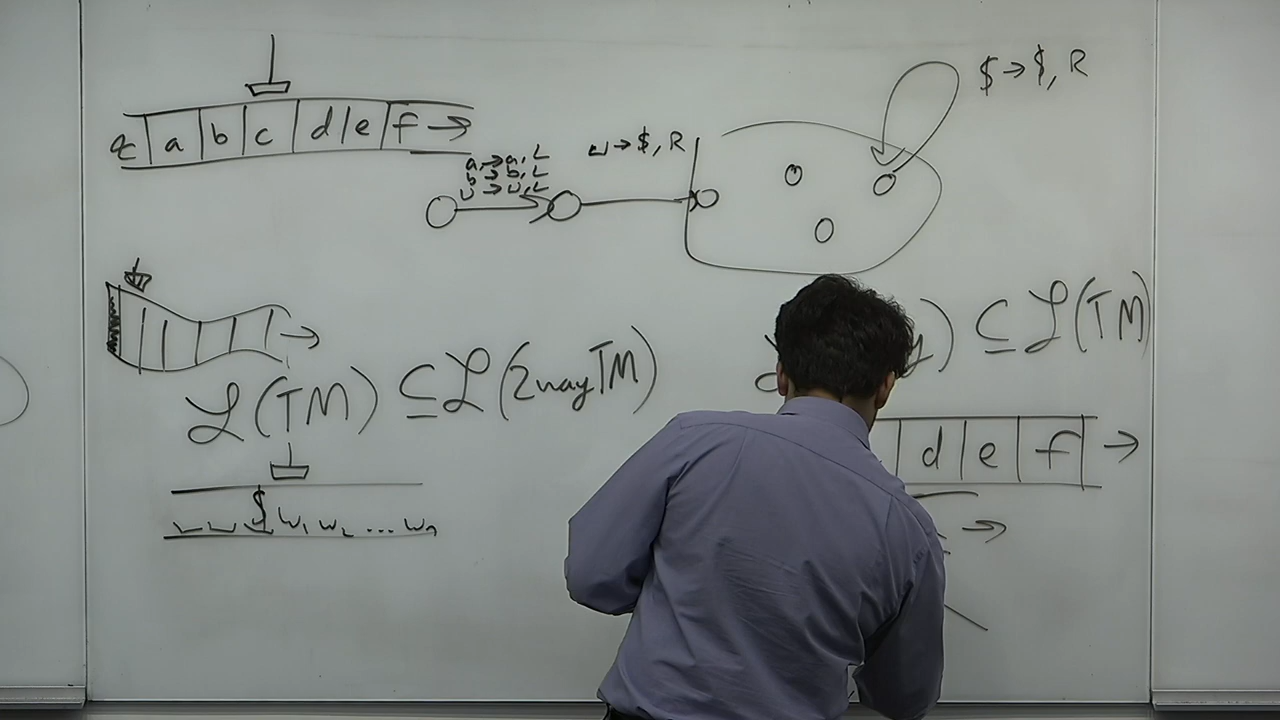 a b c d e f →
a → a, L
b → b, L
⊔ → ⊔, L
⊔ → $, R
$ → $, R
ℒ(TM) ⊆ ℒ(2wayTM)
y) ⊆ ℒ(TM)
⊔ ⊔ $ w₁ w₂ ... wₙ
d e f →